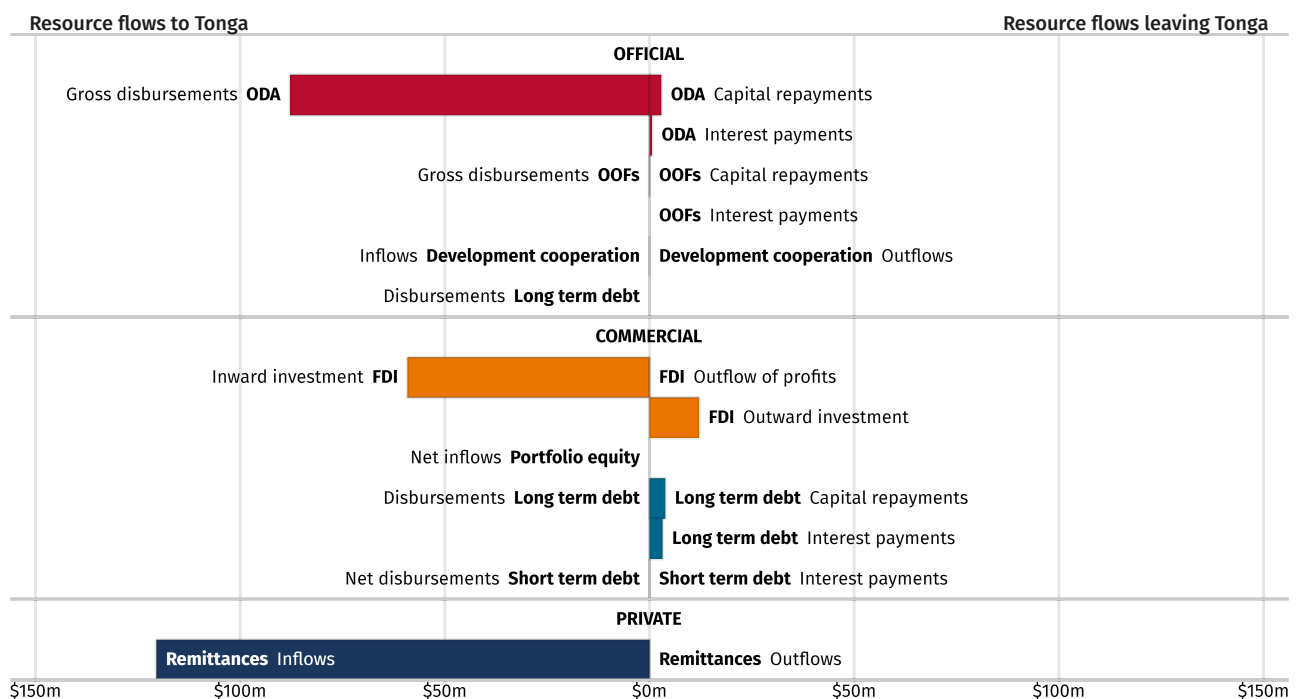 Resource flows to Tonga Resource flows leaving Tonga
OFFICIAL
Gross disbursements ODA ODA Capital repayments
ODA Interest payments
Gross disbursements OOFs OOFs Capital repayments
OOFs Interest payments
Inflows Development cooperation Development cooperation Outflows
Disbursements Long term debt
COMMERCIAL
Inward investment FDI FDI Outflow of profits
FDI Outward investment
Net inflows Portfolio equity
Disbursements Long term debt Long term debt Capital repayments
Long term debt Interest payments
Net disbursements Short term debt Short term debt Interest payments
PRIVATE
Remittances Inflows Remittances Outflows
$150m $100m $50m $0m $50m $100m $150m